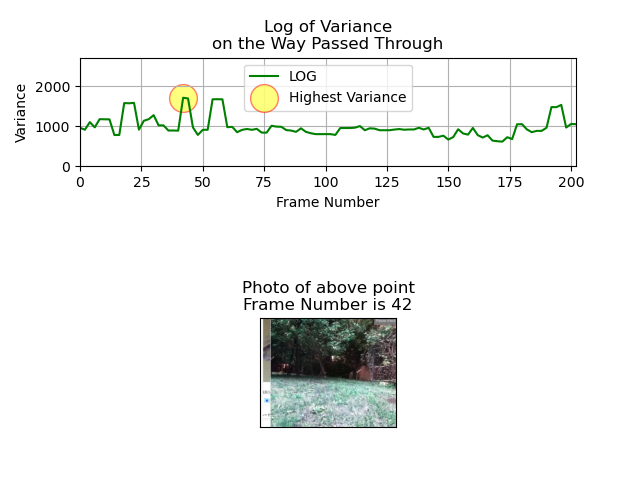 Log of Variance
on the Way Passed Through
Variance
2000
1000
0
LOG
Highest Variance
0 25 50 75 100 125 150 175 200
Frame Number
Photo of above point
Frame Number is 42